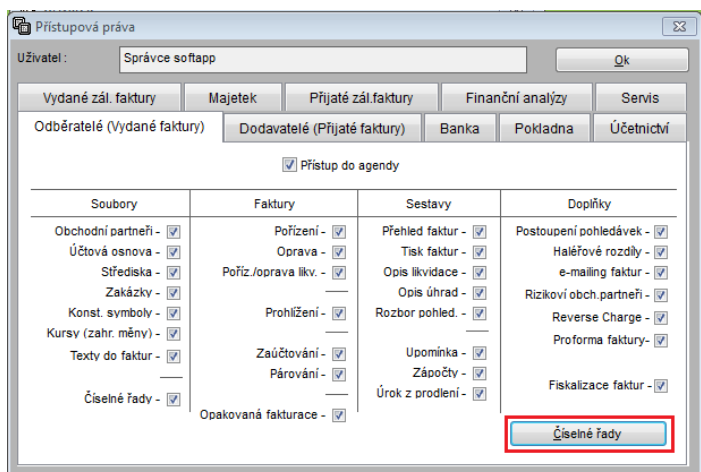 Přístupová práva
Uživatel : Správce softapp Ok
Vydané zál. faktury Majetek Přijaté zál.faktury Finanční analýzy Servis
Odběratelé (Vydané faktury) Dodavatelé (Přijaté faktury) Banka Pokladna Účetnictví
Přístup do agendy
Soubory Faktury Sestavy Doplňky
Obchodní partneři - Pořízení - Přehled faktur - Postoupení pohledávek -
Účtová osnova - Oprava - Tisk faktur - Haléřové rozdíly -
Střediska - Poříz./oprava likv. - Opis likvidace - e-mailing faktur -
Zakázky - Opis úhrad - Rizikoví obch.partneři -
Konst. symboly - Prohlížení - Rozbor pohled. - Reverse Charge -
Kursy (zahr. měny) - Proforma faktury-
Texty do faktur - Zaúčtování - Upomínka -
Párování - Zápočty - Fiskalizace faktur -
Číselné řady - Úrok z prodlení -
Opakovaná fakturace -
Číselné řady